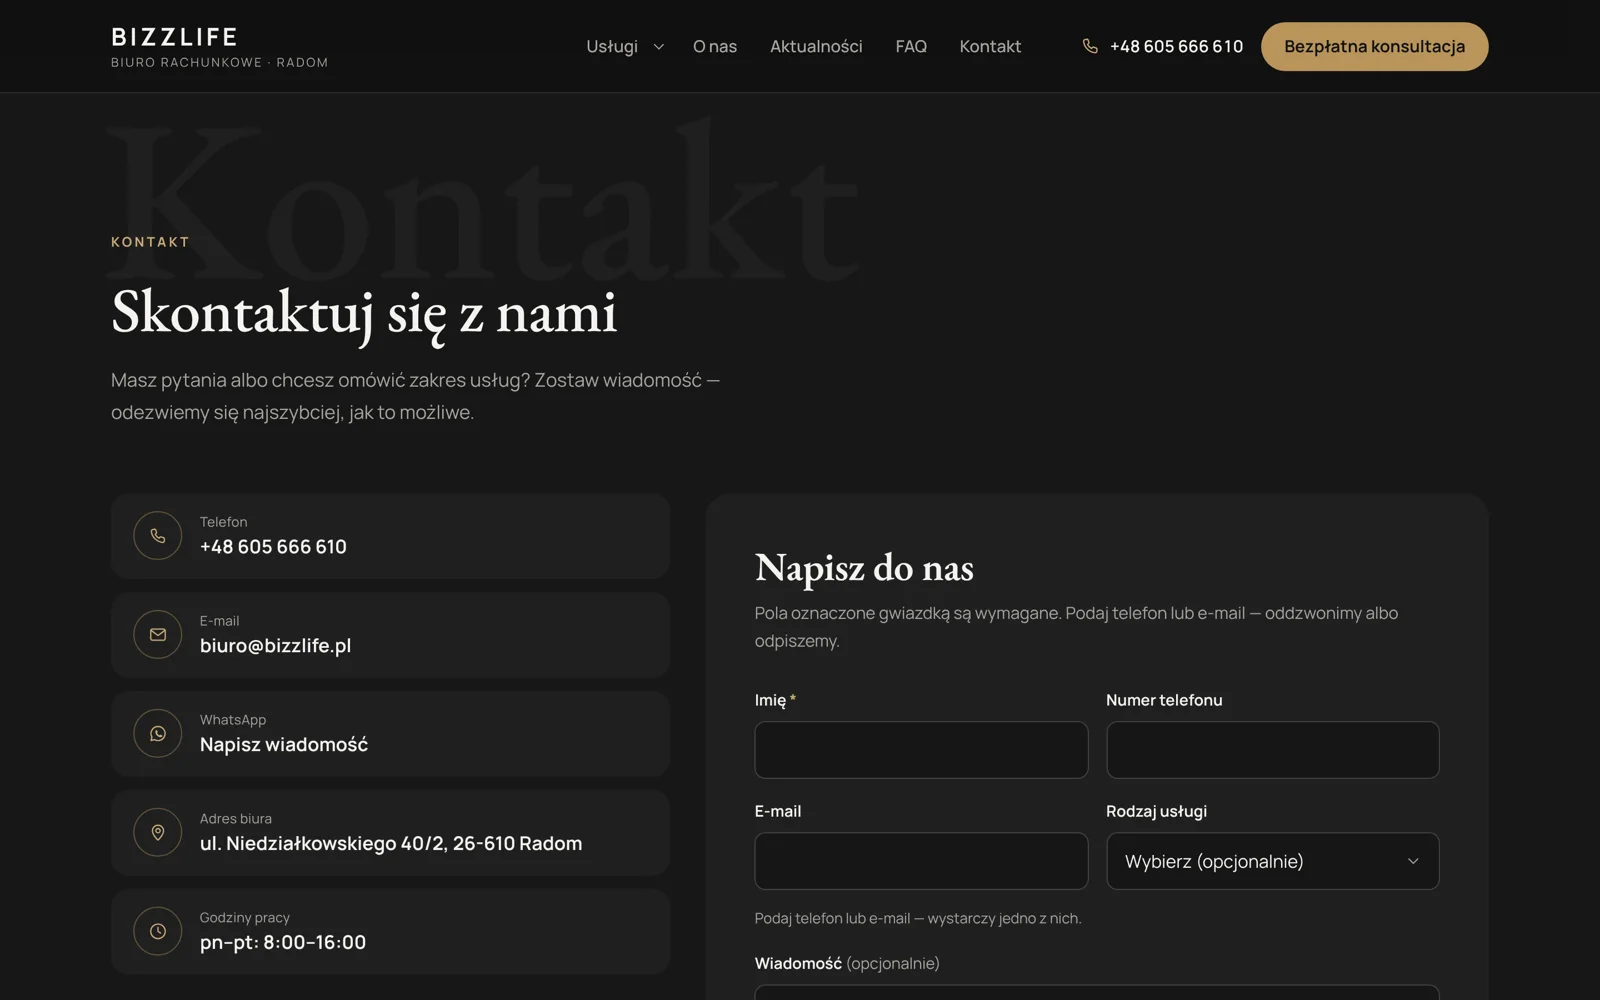 BIZZLIFE
BIURO RACHUNKOWE · RADOM
Usługi
O nas
Aktualności
FAQ
Kontakt
+48 605 666 610
Bezpłatna konsultacja
Kontakt
KONTAKT
Skontaktuj się z nami
Masz pytania albo chcesz omówić zakres usług? Zostaw wiadomość —
odezwiemy się najszybciej, jak to możliwe.
Telefon
+48 605 666 610
E-mail
biuro@bizzlife.pl
WhatsApp
Napisz wiadomość
Adres biura
ul. Niedziałkowskiego 40/2, 26-610 Radom
Godziny pracy
pn–pt: 8:00–16:00
Napisz do nas
Pola oznaczone gwiazdką są wymagane. Podaj telefon lub e-mail — oddzwonimy albo
odpiszemy.
Imię *
Numer telefonu
E-mail
Rodzaj usługi
Wybierz (opcjonalnie)
Podaj telefon lub e-mail — wystarczy jedno z nich.
Wiadomość (opcjonalnie)